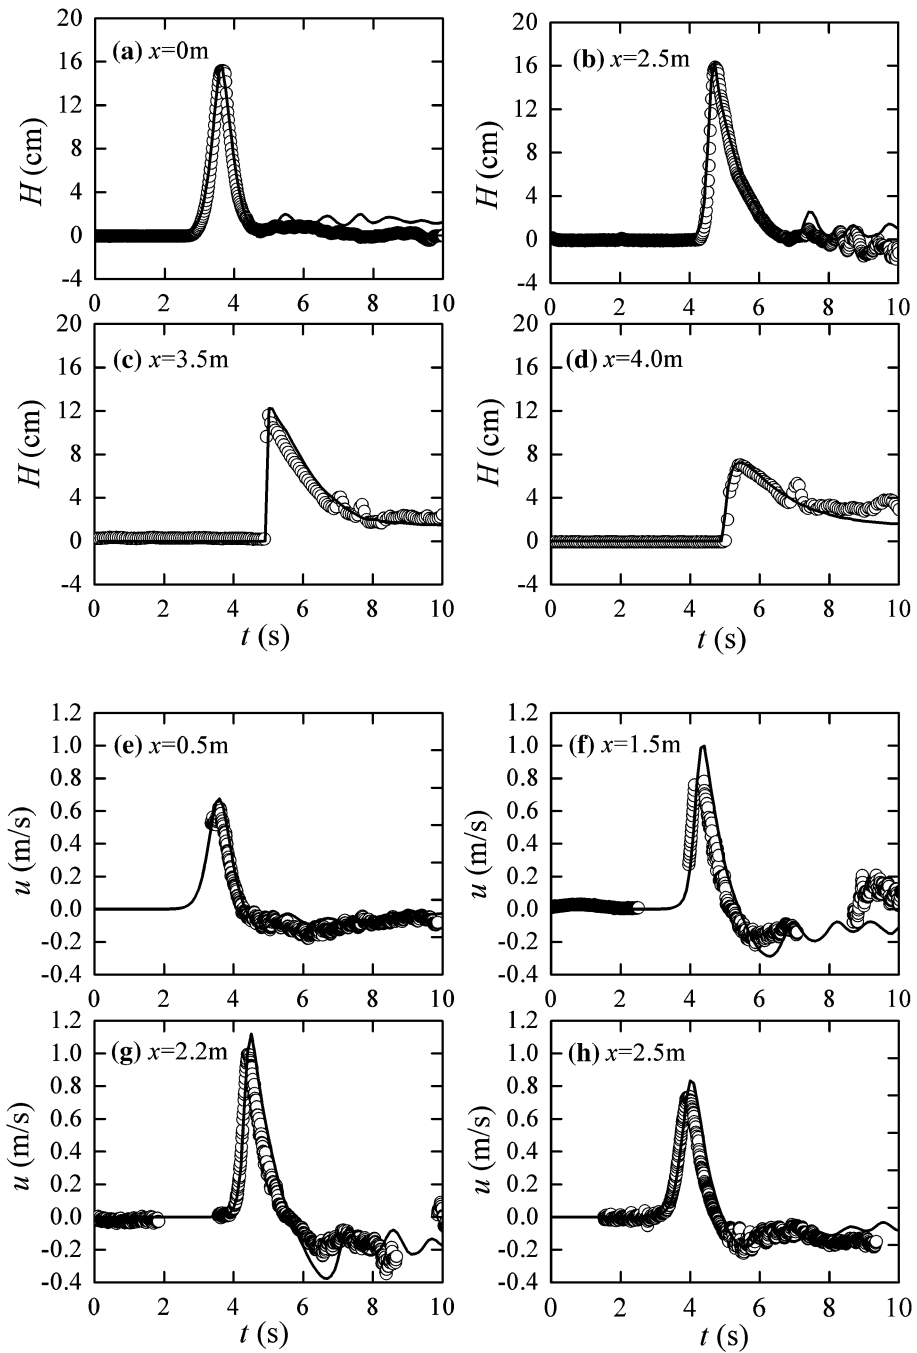 20
16
12
8
4
0
-4
H (cm)
(a) x=0m
0 2 4 6 8 10
20
16
12
8
4
0
-4
H (cm)
(b) x=2.5m
0 2 4 6 8 10
20
16
12
8
4
0
-4
H (cm)
(c) x=3.5m
0 2 4 6 8 10
t (s)
20
16
12
8
4
0
-4
H (cm)
(d) x=4.0m
0 2 4 6 8 10
t (s)
1.2
1.0
0.8
0.6
0.4
0.2
0.0
-0.2
-0.4
u (m/s)
(e) x=0.5m
0 2 4 6 8 10
1.2
1.0
0.8
0.6
0.4
0.2
0.0
-0.2
-0.4
u (m/s)
(f) x=1.5m
0 2 4 6 8 10
1.2
1.0
0.8
0.6
0.4
0.2
0.0
-0.2
-0.4
u (m/s)
(g) x=2.2m
0 2 4 6 8 10
t (s)
1.2
1.0
0.8
0.6
0.4
0.2
0.0
-0.2
-0.4
u (m/s)
(h) x=2.5m
0 2 4 6 8 10
t (s)